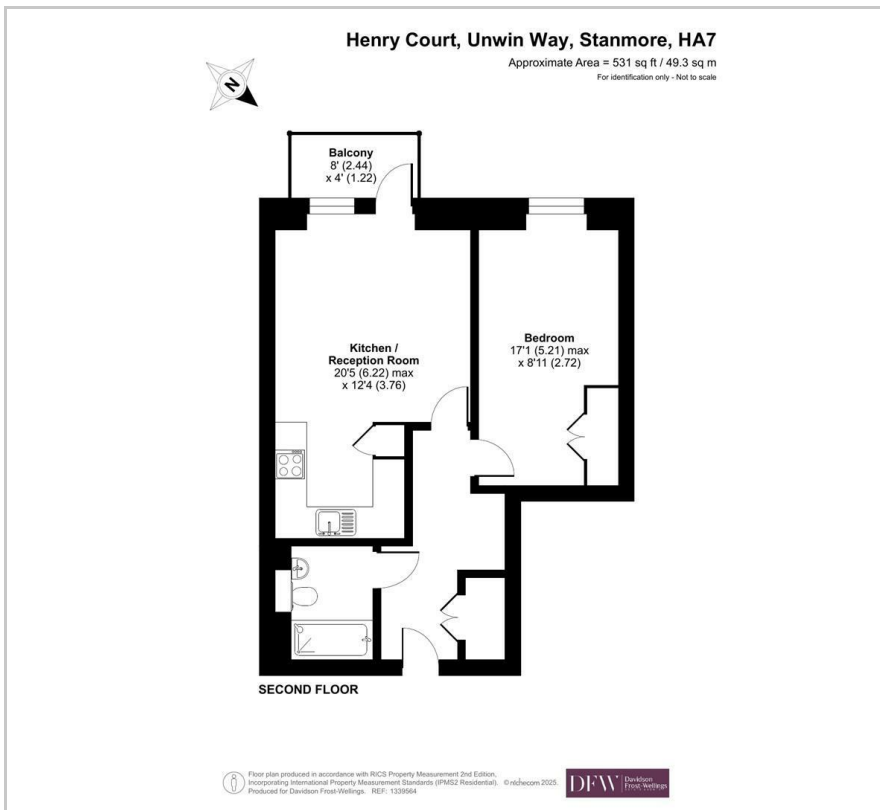 Henry Court, Unwin Way, Stanmore, HA7
Approximate Area = 531 sq ft / 49.3 sq m
For identification only - Not to scale
N
Balcony
8' (2.44)
x 4' (1.22)
Kitchen /
Reception Room
20'5 (6.22) max
x 12'4 (3.76)
Bedroom
17'1 (5.21) max
x 8'11 (2.72)
SECOND FLOOR
Floor plan produced in accordance with RICS Property Measurement 2nd Edition,
Incorporating International Property Measurement Standards (IPMS2 Residential). © nichecom 2025.
Produced for Davidson Frost-Wellings. REF: 1339564
DFW
Davidson
Frost-Wellings